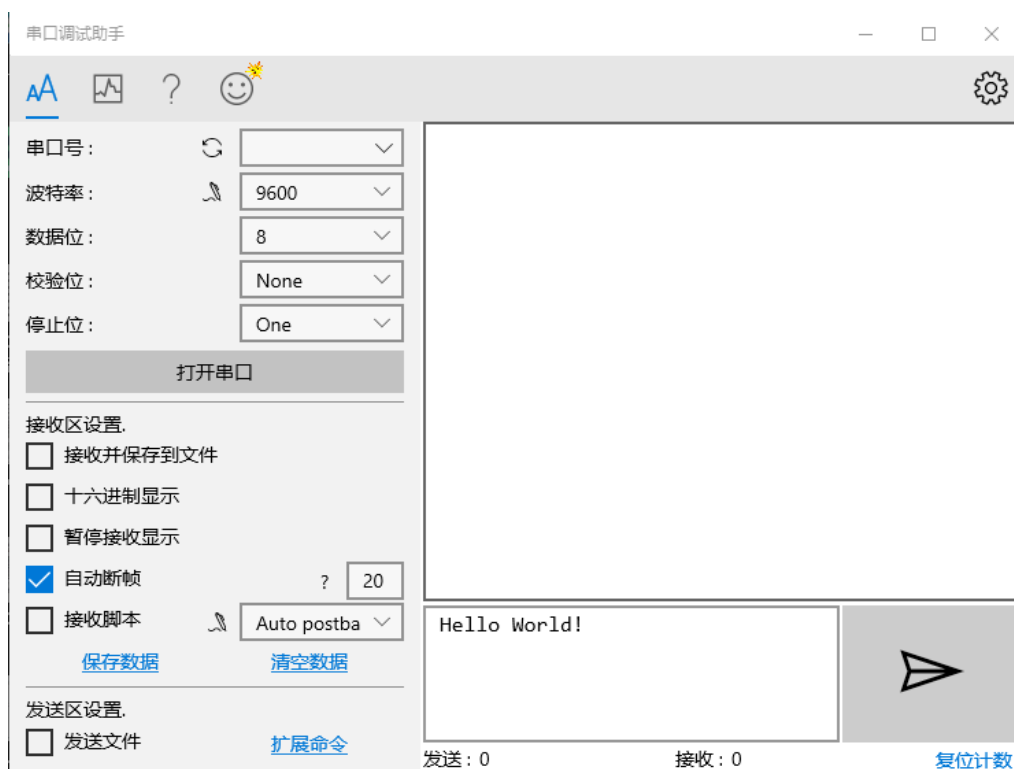 串口调试助手
AA
?
串口号:
波特率: 9600
数据位: 8
校验位: None
停止位: One
打开串口
接收区设置.
接收并保存到文件
十六进制显示
暂停接收显示
自动断帧 ? 20
接收脚本 Auto postba
保存数据 清空数据
发送区设置.
发送文件 扩展命令
Hello World!
发送: 0 接收: 0 复位计数